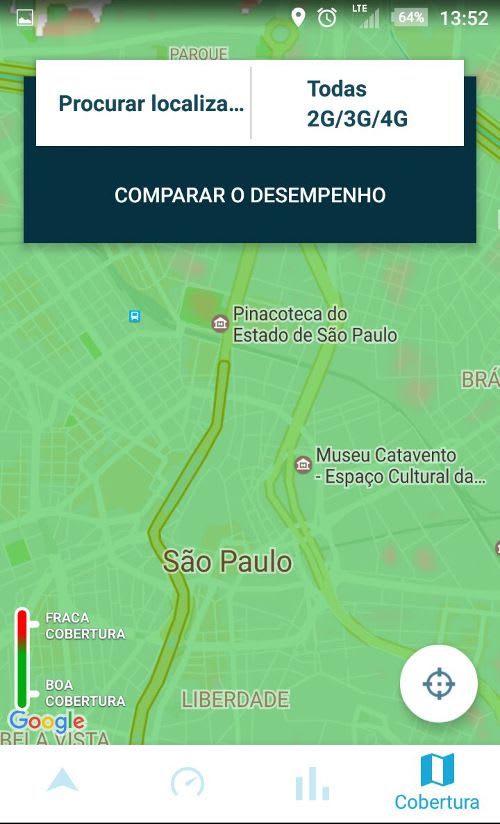 LTE
64%
13:52
PARQUE
Procurar localiza...
Todas
2G/3G/4G
COMPARAR O DESEMPENHO
Pinacoteca do
Estado de São Paulo
BRÁ
Museu Catavento
- Espaço Cultural da...
São Paulo
FRACA
COBERTURA
BOA
COBERTURA
LIBERDADE
Google
BELA VISTA
Cobertura